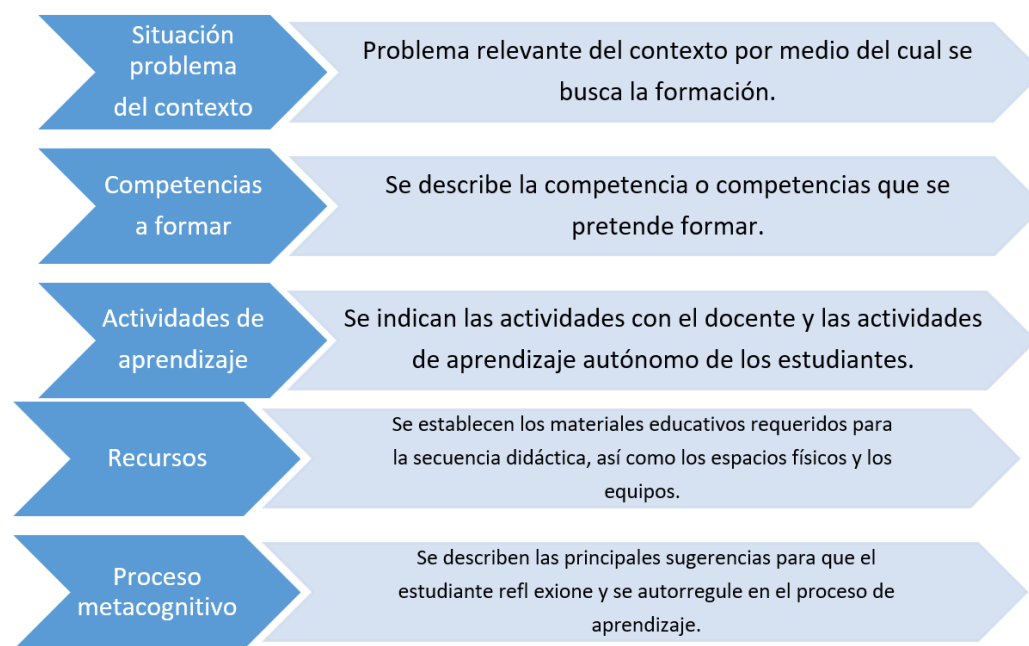 Situación
problema
del contexto
Problema relevante del contexto por medio del cual se
busca la formación.
Competencias
a formar
Se describe la competencia o competencias que se
pretende formar.
Actividades de
aprendizaje
Se indican las actividades con el docente y las actividades
de aprendizaje autónomo de los estudiantes.
Recursos
Se establecen los materiales educativos requeridos para
la secuencia didáctica, así como los espacios físicos y los
equipos.
Proceso
metacognitivo
Se describen las principales sugerencias para que el
estudiante refl exione y se autorregule en el proceso de
aprendizaje.